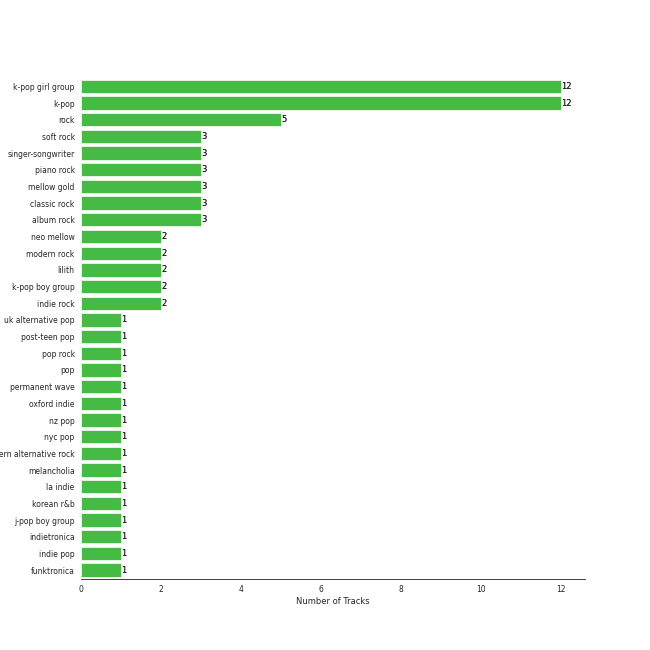 k-pop girl group 12
k-pop 12
rock 5
soft rock 3
singer-songwriter 3
piano rock 3
mellow gold 3
classic rock 3
album rock 3
neo mellow 2
modern rock 2
lilith 2
k-pop boy group 2
indie rock 2
uk alternative pop 1
post-teen pop 1
pop rock 1
pop 1
permanent wave 1
oxford indie 1
nz pop 1
nyc pop 1
ern alternative rock 1
melancholia 1
la indie 1
korean r&b 1
j-pop boy group 1
indietronica 1
indie pop 1
funktronica 1
0 2 4 6 8 10 12
Number of Tracks